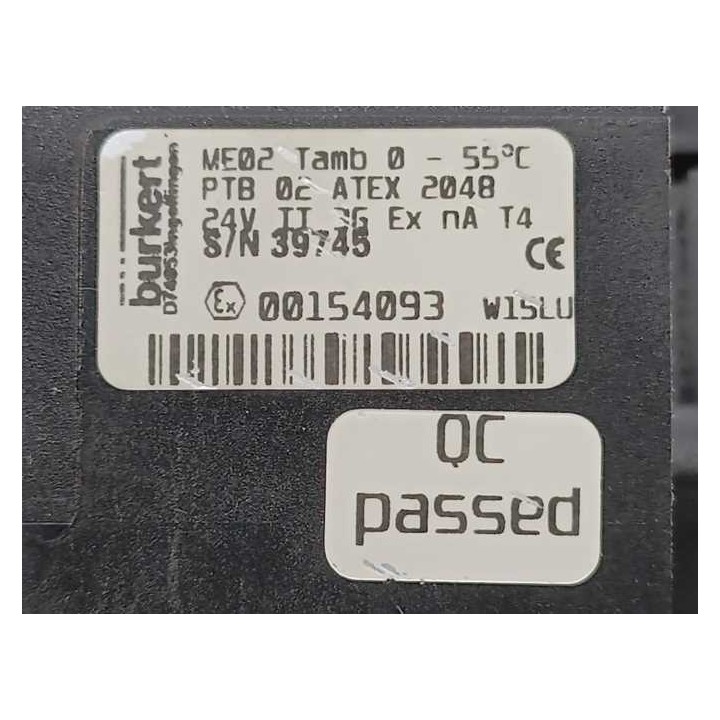 burkert
D74653Ingelfingen
ME02 Tamb 0 - 55°C
PTB 02 ATEX 2048
24V II 3G Ex nA T4
S/N 39745
CE
Ex 00154093 W15LU
QC
passed